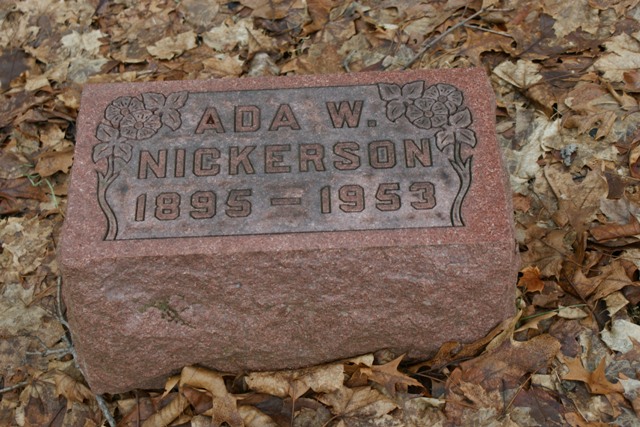 ADA W.
NICKERSON
1895 – 1953